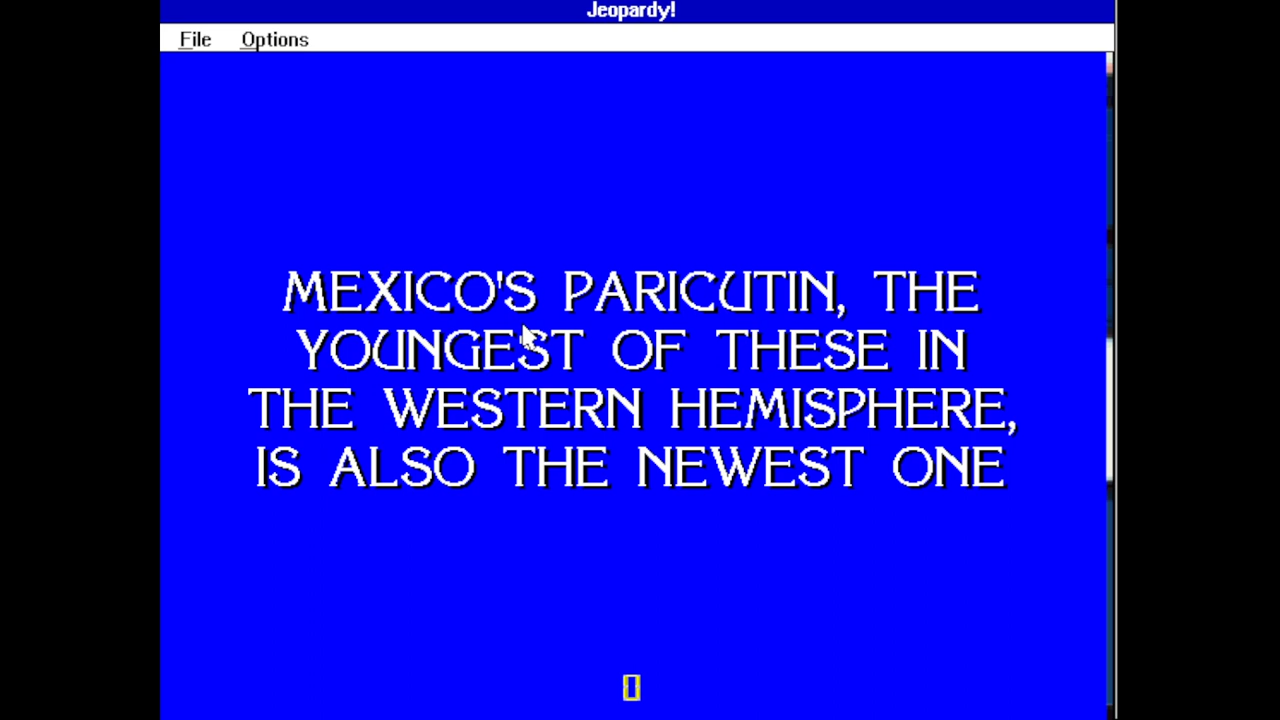 Jeopardy!
File Options
MEXICO'S PARICUTIN, THE
YOUNGEST OF THESE IN
THE WESTERN HEMISPHERE,
IS ALSO THE NEWEST ONE